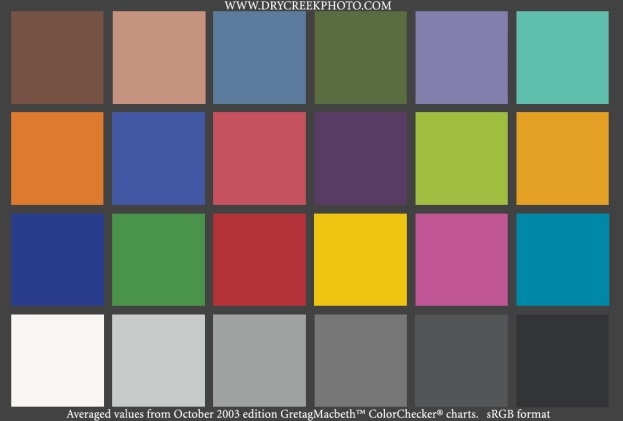 WWW.DRYCREEKPHOTO.COM
Averaged values from October 2003 edition GretagMacbeth™ ColorChecker® charts. sRGB format